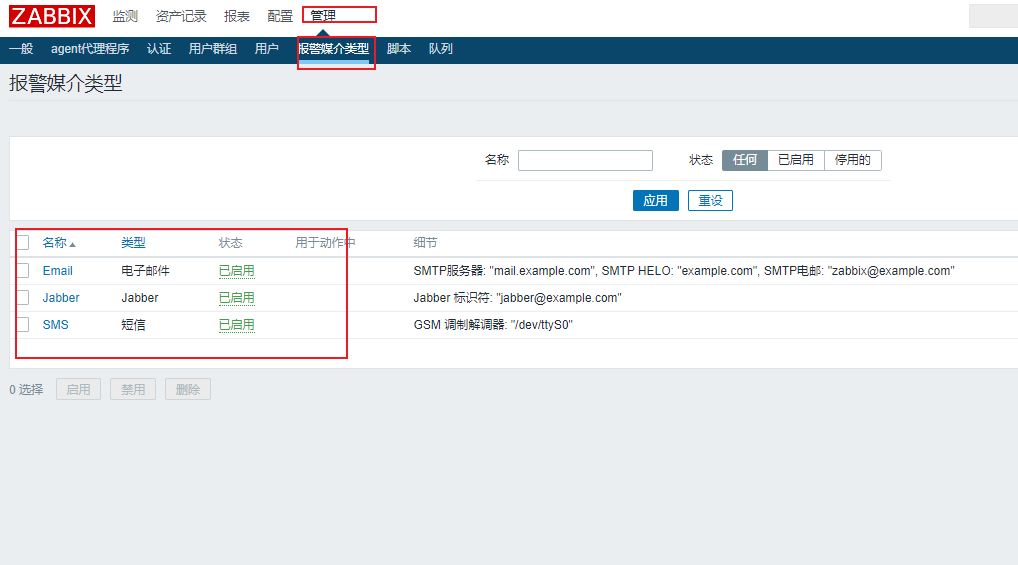 ZABBIX 监测 资产记录 报表 配置 管理
一般 agent代理程序 认证 用户群组 用户 报警媒介类型 脚本 队列
报警媒介类型
名称 状态 任何 已启用 停用的
应用 重设
名称 类型 状态 用于动作中 细节
Email 电子邮件 已启用 SMTP服务器: "mail.example.com", SMTP HELO: "example.com", SMTP电邮: "zabbix@example.com"
Jabber Jabber 已启用 Jabber 标识符: "jabber@example.com"
SMS 短信 已启用 GSM 调制解调器: "/dev/ttyS0"
0 选择 启用 禁用 删除